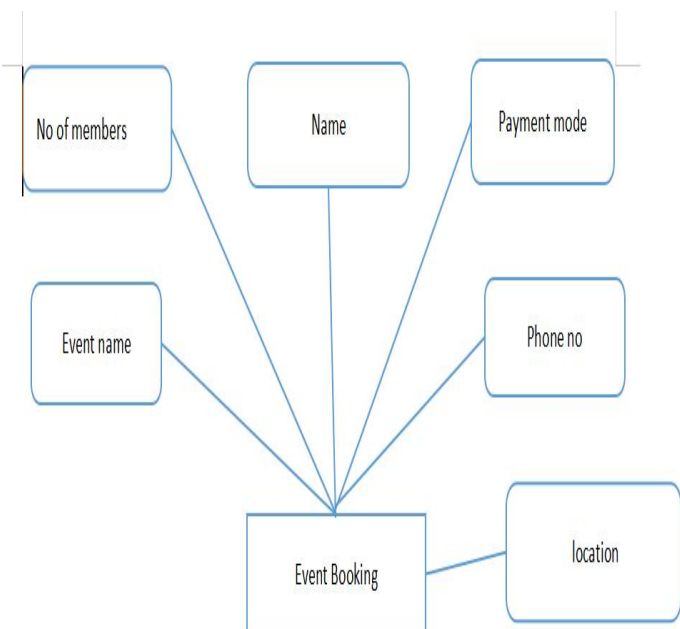 No of members
Name
Payment mode
Event name
Phone no
Event Booking
location